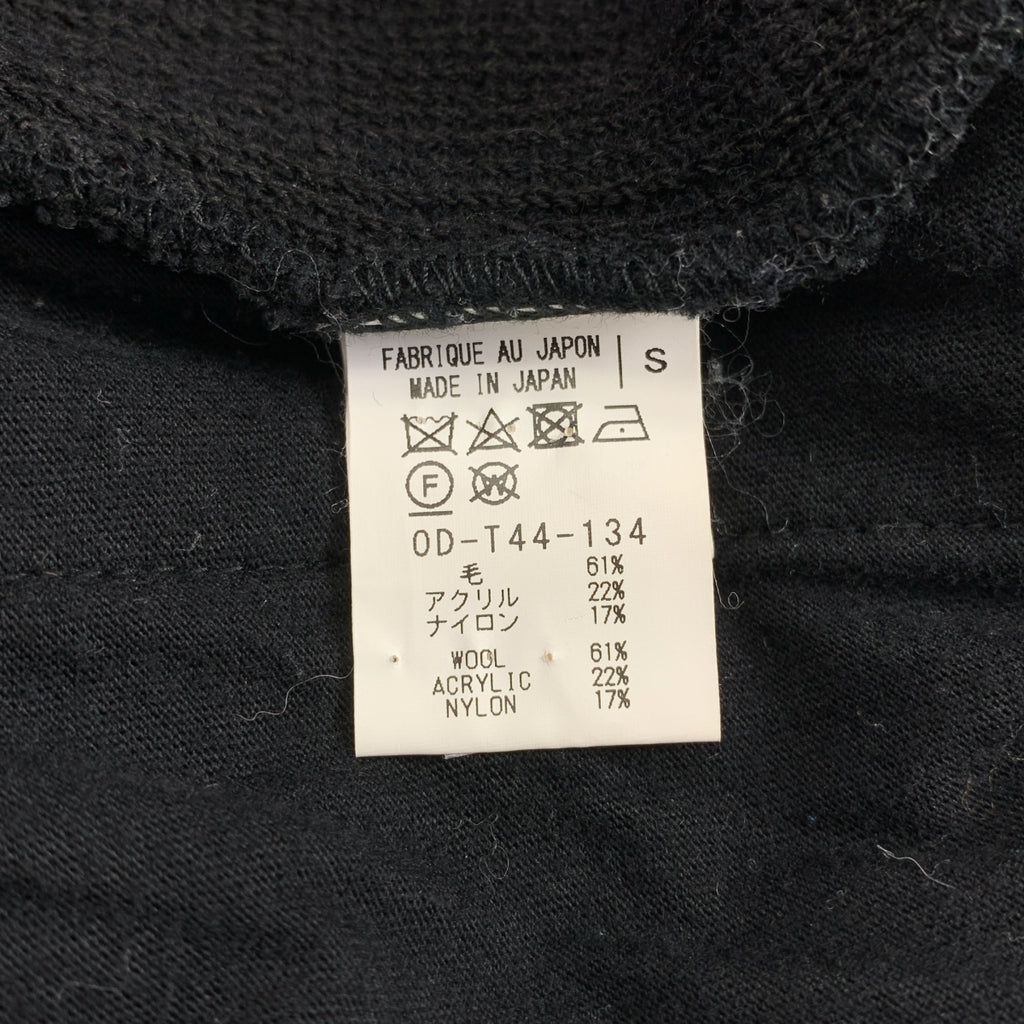 FABRIQUE AU JAPON
MADE IN JAPAN
S
F
W
OD-T44-134
毛 61%
アクリル 22%
ナイロン 17%
WOOL 61%
ACRYLIC 22%
NYLON 17%